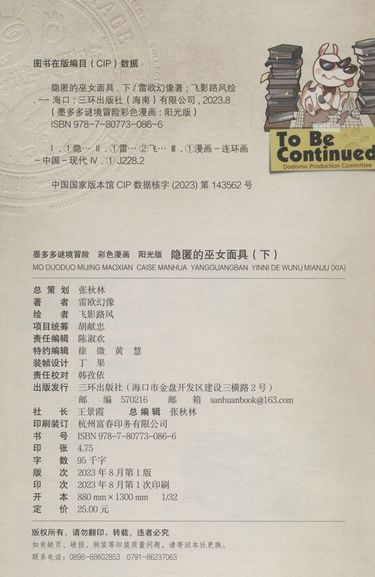 图书在版编目(CIP)数据
隐匿的巫女面具.下/雷欧幻像著;飞影路风绘
.—海口:三环出版社(海南)有限公司,2023.8
(墨多多谜境冒险彩色漫画:阳光版)
ISBN 978-7-80773-086-6
Ⅰ.①隐… Ⅱ.①雷…②飞… Ⅲ.①漫画-连环画
-中国-现代 Ⅳ.①J228.2
中国国家版本馆CIP数据核字(2023)第143562号
To Be
Continued
Dodomo Production Committee
墨多多谜境冒险 彩色漫画 阳光版 隐匿的巫女面具(下)
MO DUODUO MIJING MAOXIAN CAISE MANHUA YANGGUANGBAN YINNI DE WUNU MIANJU (XIA)
总策划 张秋林
著者 雷欧幻像
绘者 飞影路风
项目统筹 胡献忠
责任编辑 陈淑欢
特约编辑 徐微 黄慧
装帧设计 丁果
责任校对 韩孜依
出版发行 三环出版社(海口市金盘开发区建设三横路2号)
邮编 570216 邮箱 sanhuanbook@163.com
社长 王景霞 总编辑 张秋林
印刷装订 杭州富春印务有限公司
书号 ISBN 978-7-80773-086-6
印张 4.75
字数 95千字
版次 2023年8月第1版
印次 2023年8月第1次印刷
开本 880mm×1300mm 1/32
定价 25.00元
版权所有,请勿翻印、转载,违者必究
如有缺页、破损、倒装等印装质量问题,请寄回本社更换。
联系电话:0898-68602853 0791-86237063